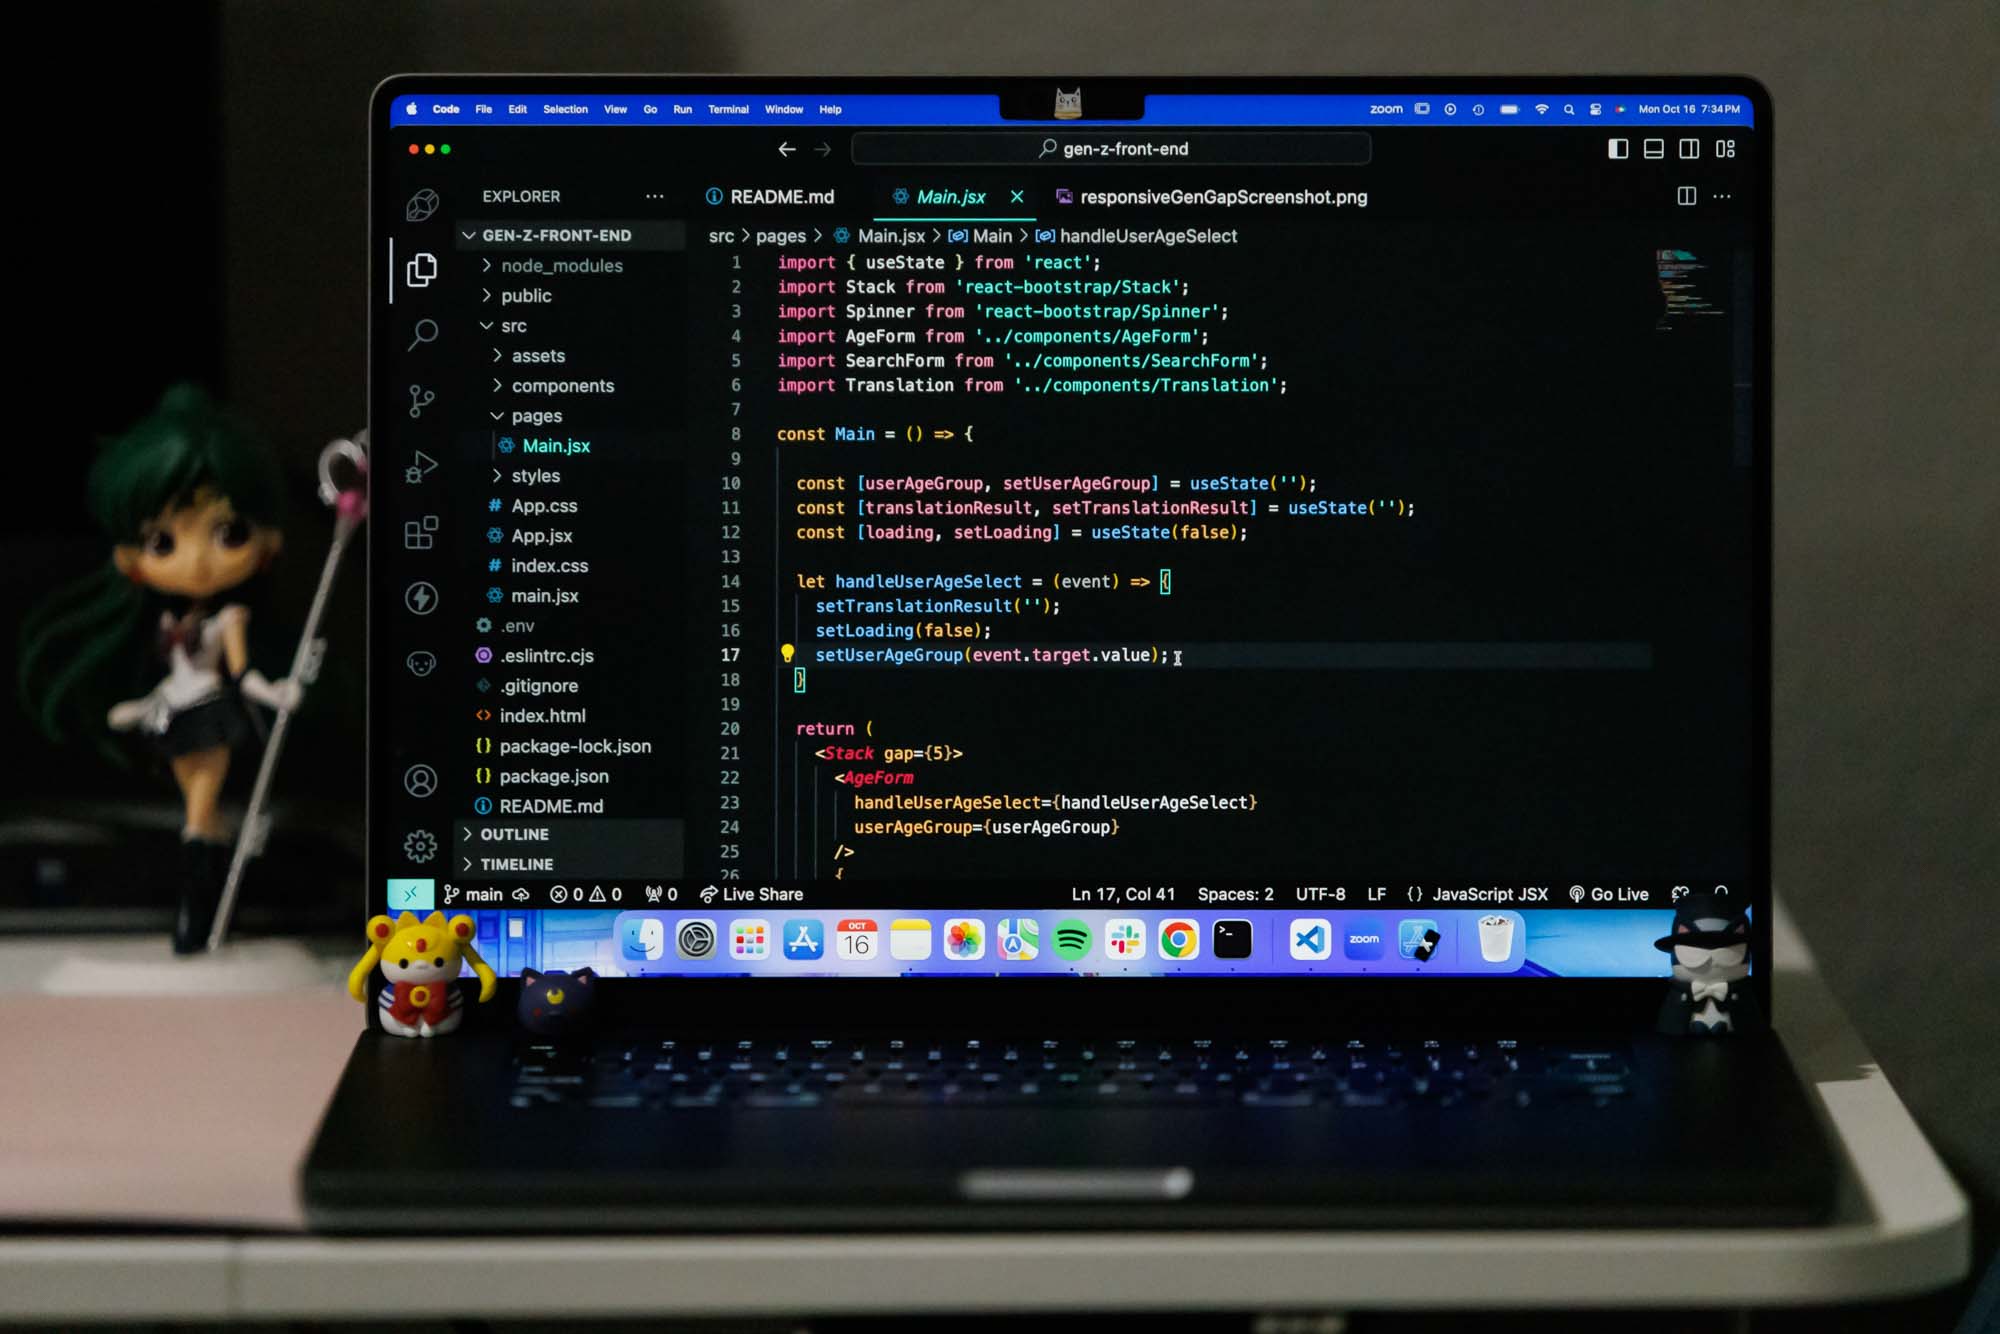 Code File Edit Selection View Go Run Terminal Window Help
zoom Mon Oct 16 7:34 PM
gen-z-front-end
EXPLORER ···
GEN-Z-FRONT-END
node_modules
public
src
assets
components
pages
Main.jsx
styles
# App.css
App.jsx
# index.css
main.jsx
.env
.eslintrc.cjs
.gitignore
<> index.html
{} package-lock.json
{} package.json
README.md
OUTLINE
TIMELINE
README.md Main.jsx × responsiveGenGapScreenshot.png ···
src > pages > Main.jsx > Main > handleUserAgeSelect
1 import { useState } from 'react';
2 import Stack from 'react-bootstrap/Stack';
3 import Spinner from 'react-bootstrap/Spinner';
4 import AgeForm from '../components/AgeForm';
5 import SearchForm from '../components/SearchForm';
6 import Translation from '../components/Translation';
7
8 const Main = () => {
9
10 const [userAgeGroup, setUserAgeGroup] = useState('');
11 const [translationResult, setTranslationResult] = useState('');
12 const [loading, setLoading] = useState(false);
13
14 let handleUserAgeSelect = (event) => {
15 setTranslationResult('');
16 setLoading(false);
17 setUserAgeGroup(event.target.value);
18 }
19
20 return (
21 <Stack gap={5}>
22 <AgeForm
23 handleUserAgeSelect={handleUserAgeSelect}
24 userAgeGroup={userAgeGroup}
25 />
26 {
main 0 0 0 Live Share Ln 17, Col 41 Spaces: 2 UTF-8 LF {} JavaScript JSX Go Live
OCT
16
>_
zoom